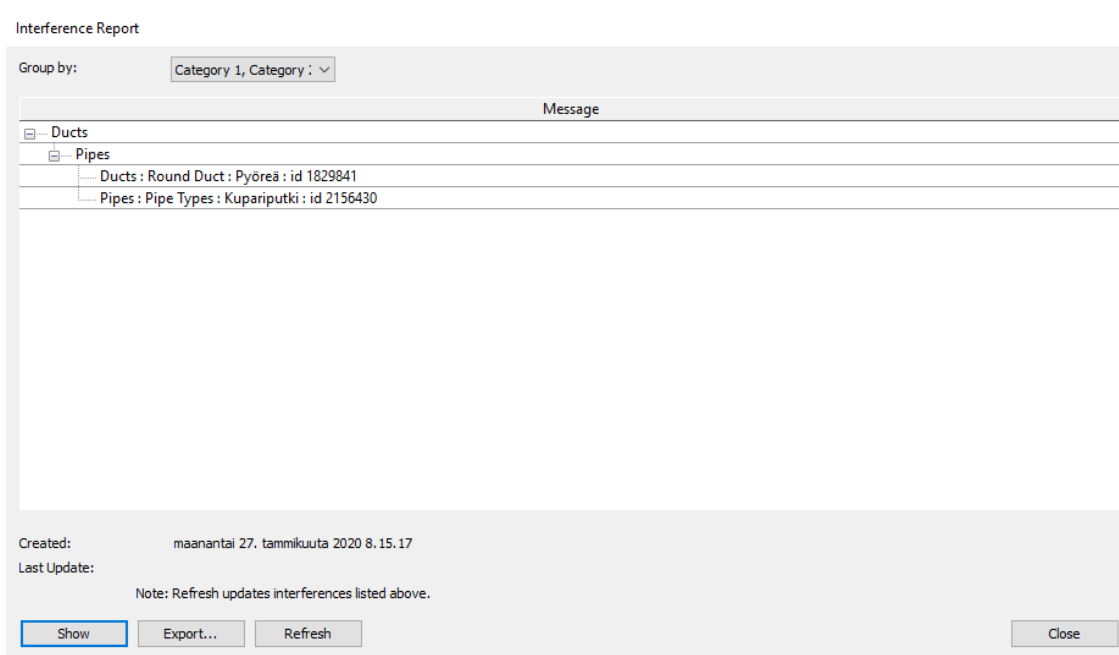 Interference Report
Group by:
Category 1, Category
Message
Ducts
Pipes
Ducts : Round Duct : Pyöreä : id 1829841
Pipes : Pipe Types : Kupariputki : id 2156430
Created: maanantai 27. tammikuuta 2020 8.15.17
Last Update:
Note: Refresh updates interferences listed above.
Show Export... Refresh Close